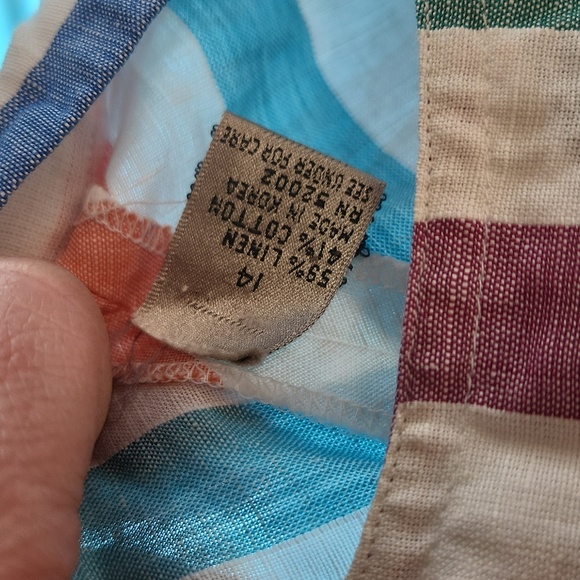 14
59% LINEN
41% COTTON
MADE IN KOREA
RN 52002
SEE UNDER FOR CARE